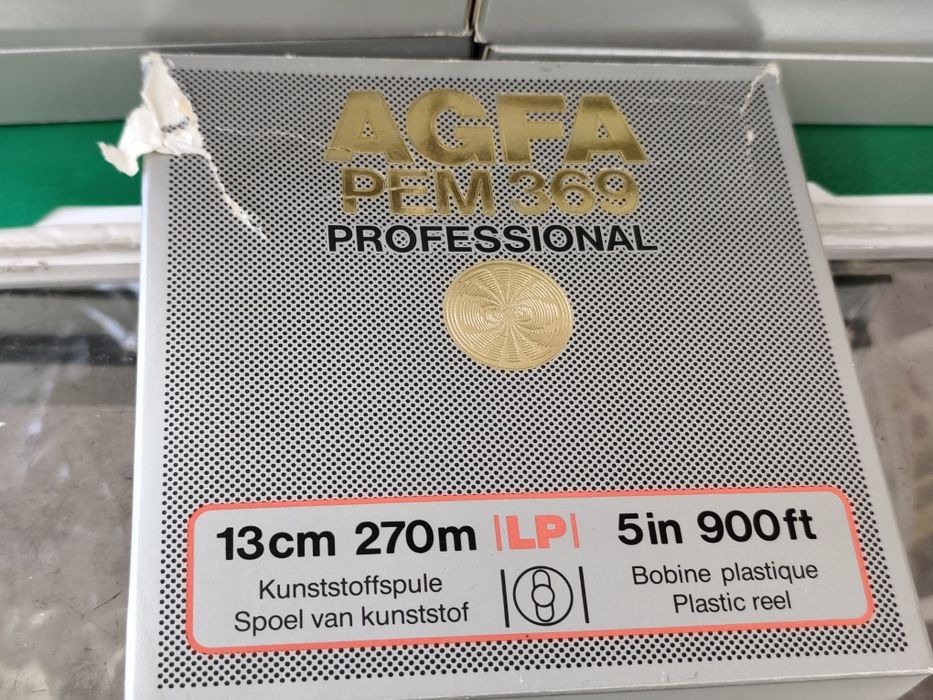 AGFA
PEM 369
PROFESSIONAL
13cm 270m |LP| 5in 900ft
Kunststoffspule
Spoel van kunststof
Bobine plastique
Plastic reel